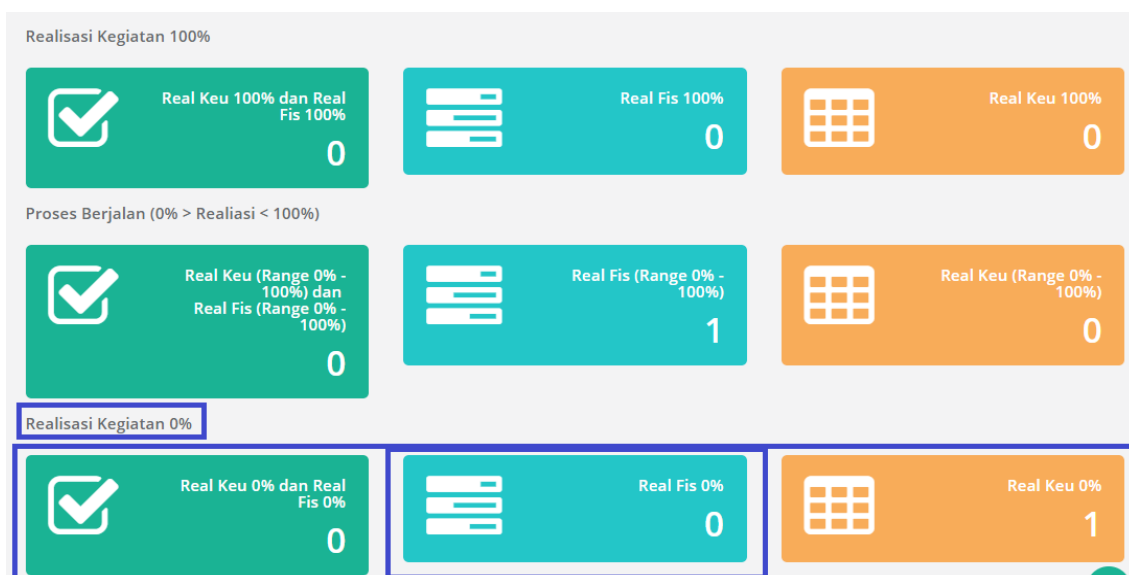 Realisasi Kegiatan 100%
Real Keu 100% dan Real
Fis 100%
0
Real Fis 100%
0
Real Keu 100%
0
Proses Berjalan (0% > Realiasi < 100%)
Real Keu (Range 0% -
100%) dan
Real Fis (Range 0% -
100%)
0
Real Fis (Range 0% -
100%)
1
Real Keu (Range 0% -
100%)
0
Realisasi Kegiatan 0%
Real Keu 0% dan Real
Fis 0%
0
Real Fis 0%
0
Real Keu 0%
1